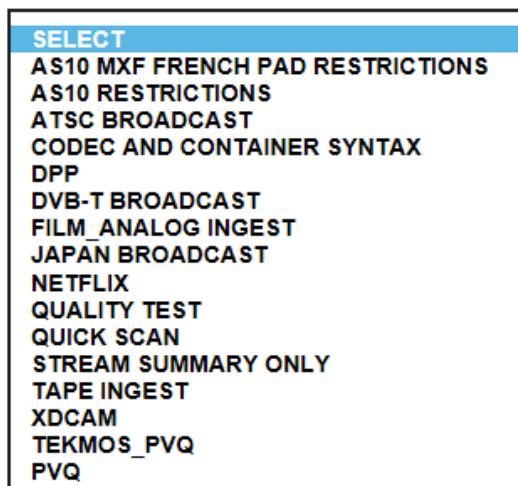 SELECT
AS10 MXF FRENCH PAD RESTRICTIONS
AS10 RESTRICTIONS
ATSC BROADCAST
CODEC AND CONTAINER SYNTAX
DPP
DVB-T BROADCAST
FILM_ANALOG INGEST
JAPAN BROADCAST
NETFLIX
QUALITY TEST
QUICK SCAN
STREAM SUMMARY ONLY
TAPE INGEST
XDCAM
TEKMOS_PVQ
PVQ